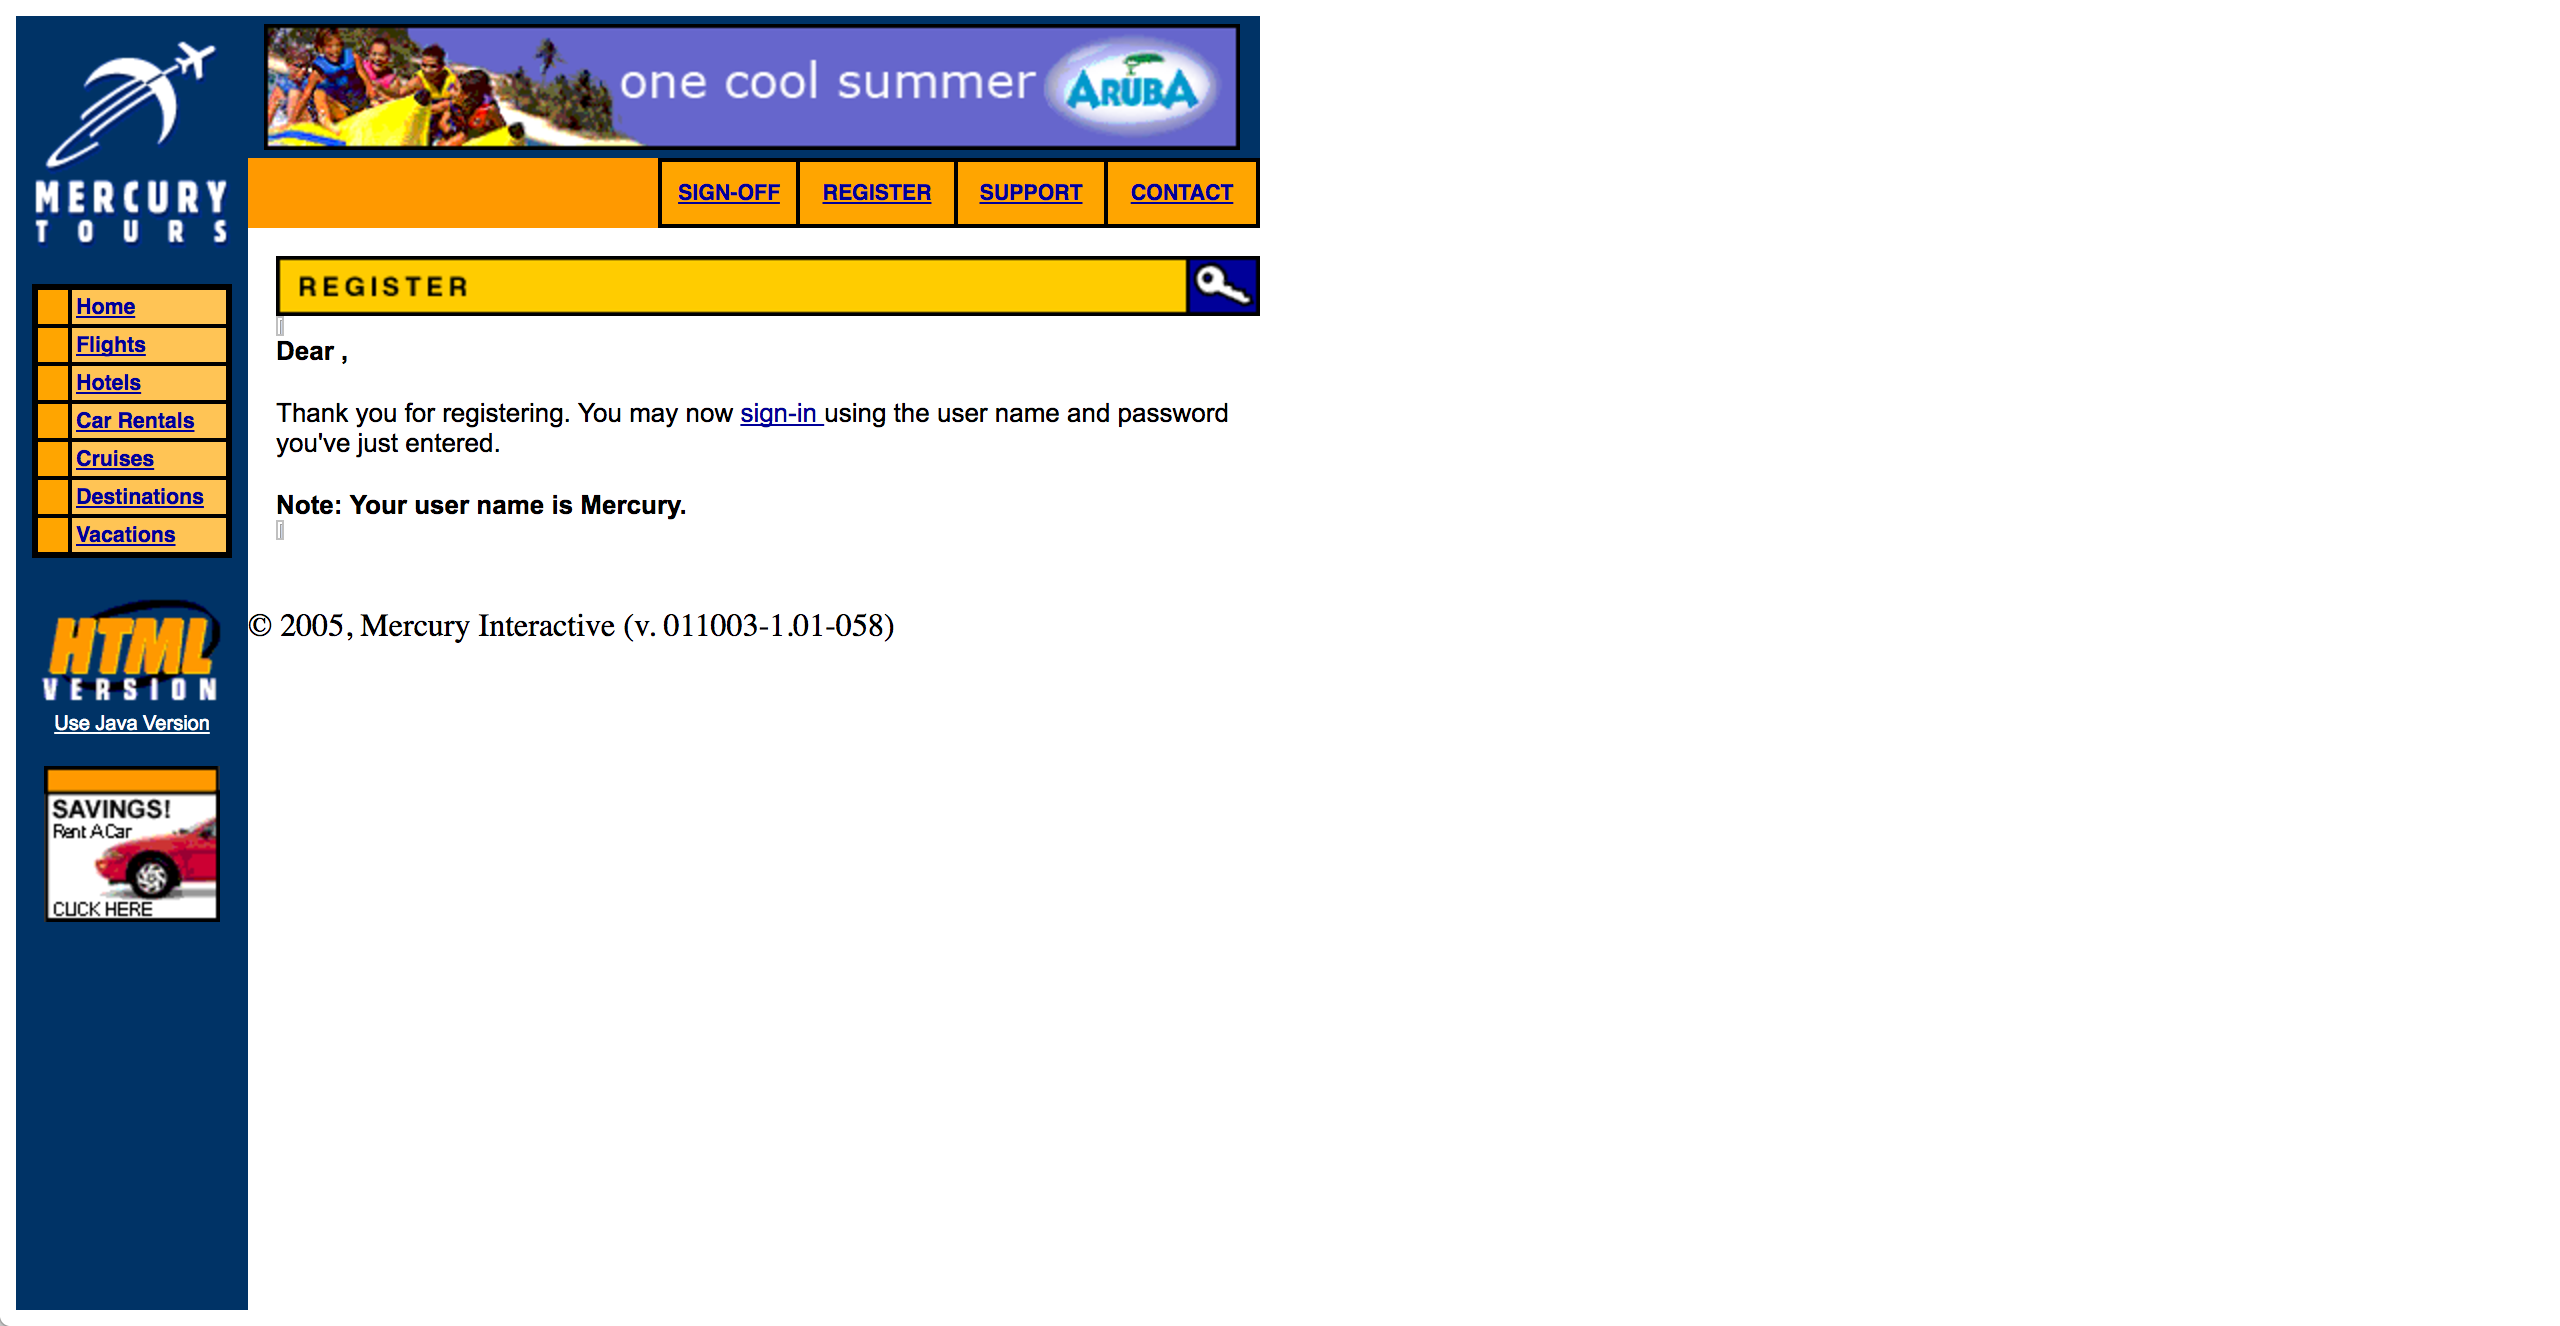 one cool summer
ARUBA
MERCURY
TOURS
SIGN-OFF
REGISTER
SUPPORT
CONTACT
REGISTER
Home
Flights
Hotels
Car Rentals
Cruises
Destinations
Vacations
Dear ,
Thank you for registering. You may now sign-in using the user name and password
you've just entered.
Note: Your user name is Mercury.
© 2005, Mercury Interactive (v. 011003-1.01-058)
HTML
VERSION
Use Java Version
SAVINGS!
Rent A Car
CLICK HERE